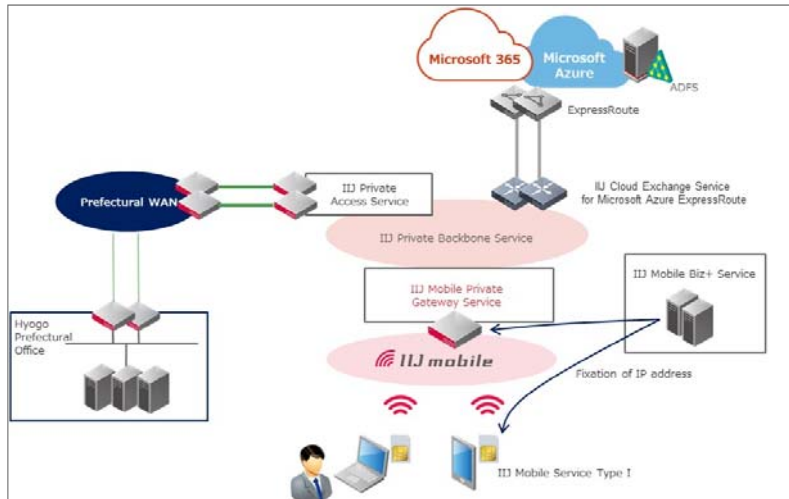 Microsoft 365
Microsoft
Azure
ADFS
ExpressRoute
IIJ Private
Access Service
Prefectural WAN
IIJ Cloud Exchange Service
for Microsoft Azure ExpressRoute
IIJ Private Backbone Service
IIJ Mobile Private
Gateway Service
IIJ Mobile Biz+ Service
Hyogo
Prefectural
Office
IIJ mobile
Fixation of IP address
IIJ Mobile Service Type I